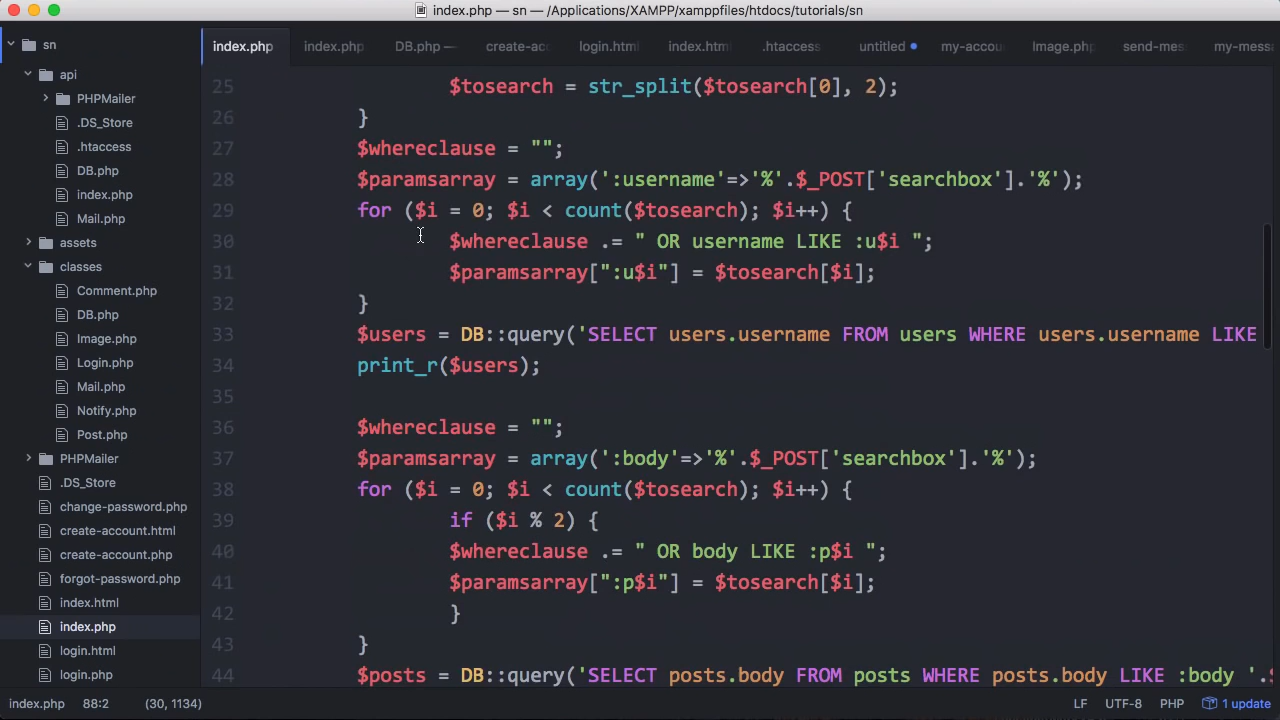 index.php — sn — /Applications/XAMPP/xamppfiles/htdocs/tutorials/sn
sn
api
PHPMailer
.DS_Store
.htaccess
DB.php
index.php
Mail.php
assets
classes
Comment.php
DB.php
Image.php
Login.php
Mail.php
Notify.php
Post.php
PHPMailer
.DS_Store
change-password.php
create-account.html
create-account.php
forgot-password.php
index.html
index.php
login.html
login.php
index.php index.php DB.php — create-acc login.html index.html .htaccess untitled my-accou Image.php send-mes my-messa
25 $tosearch = str_split($tosearch[0], 2);
26 }
27 $whereclause = "";
28 $paramsarray = array(':username'=>'%'.$_POST['searchbox'].'%');
29 for ($i = 0; $i < count($tosearch); $i++) {
30 $whereclause .= " OR username LIKE :u$i ";
31 $paramsarray[":u$i"] = $tosearch[$i];
32 }
33 $users = DB::query('SELECT users.username FROM users WHERE users.username LIKE
34 print_r($users);
35
36 $whereclause = "";
37 $paramsarray = array(':body'=>'%'.$_POST['searchbox'].'%');
38 for ($i = 0; $i < count($tosearch); $i++) {
39 if ($i % 2) {
40 $whereclause .= " OR body LIKE :p$i ";
41 $paramsarray[":p$i"] = $tosearch[$i];
42 }
43 }
44 $posts = DB::query('SELECT posts.body FROM posts WHERE posts.body LIKE :body '.$
index.php 88:2 (30, 1134) LF UTF-8 PHP 1 update